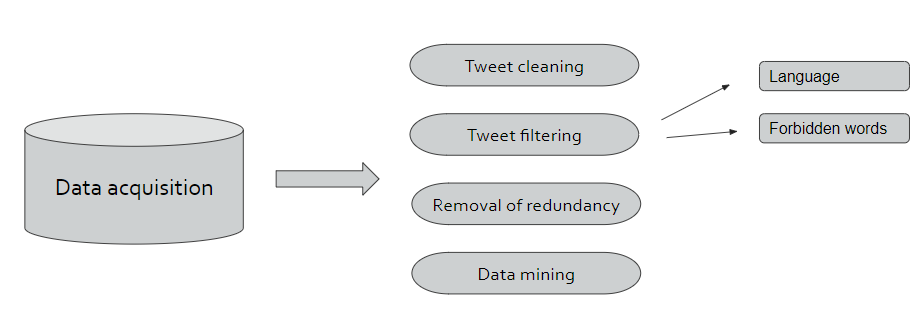 Data acquisition
Tweet cleaning
Tweet filtering
Removal of redundancy
Data mining
Language
Forbidden words